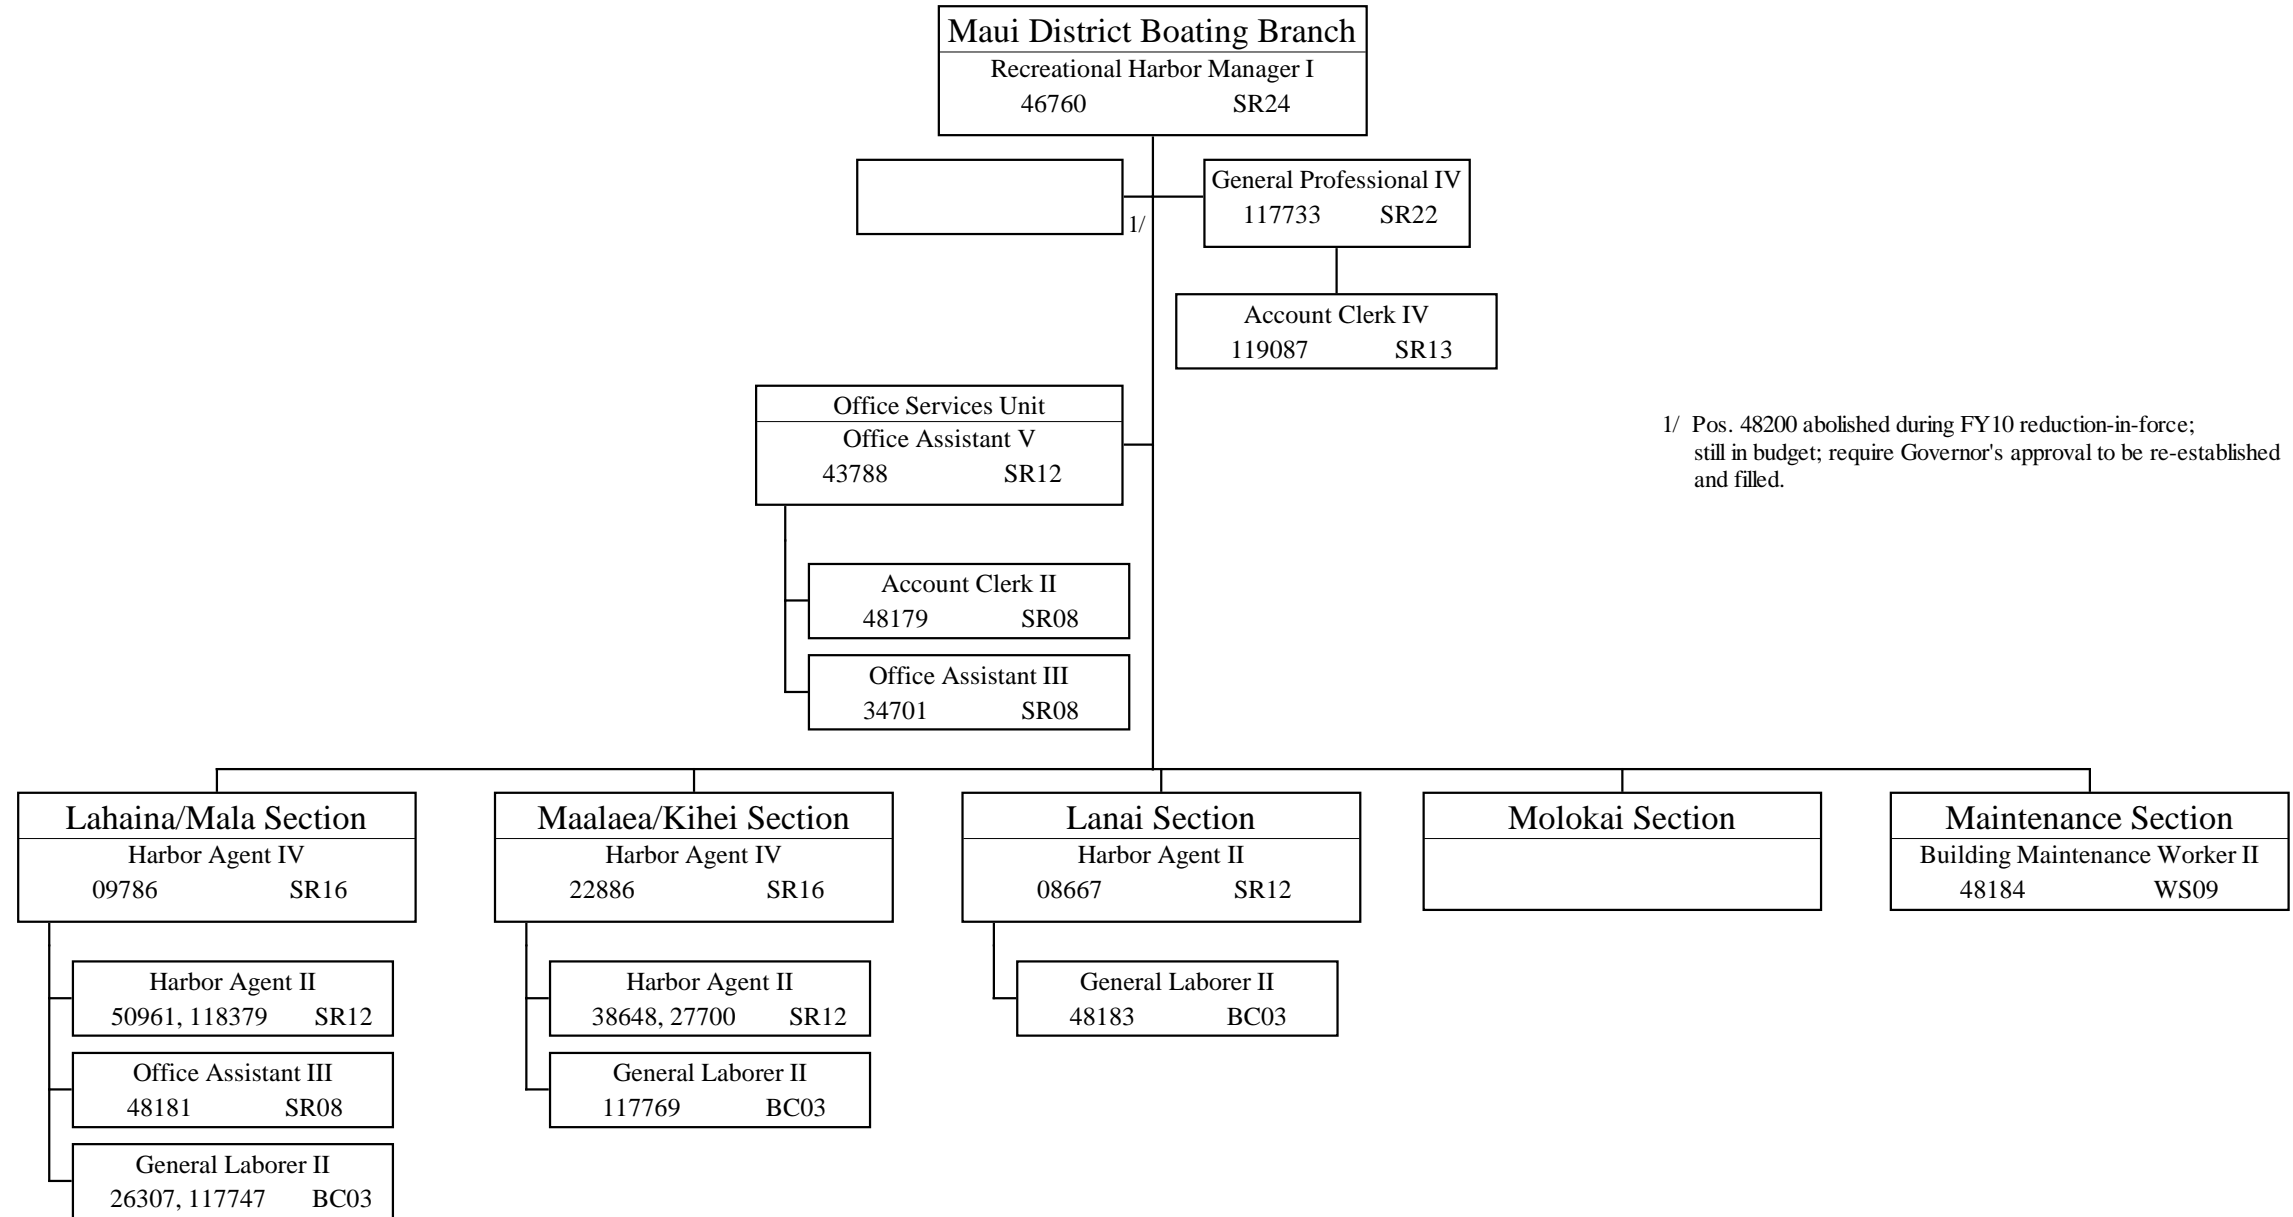 Maui District Boating Branch
Recreational Harbor Manager I
46760 SR24
General Professional IV
117733 SR22
1/
Account Clerk IV
119087 SR13
Office Services Unit
Office Assistant V
43788 SR12
1/ Pos. 48200 abolished during FY10 reduction-in-force;
still in budget; require Governor's approval to be re-established
and filled.
Account Clerk II
48179 SR08
Office Assistant III
34701 SR08
Lahaina/Mala Section
Harbor Agent IV
09786 SR16
Harbor Agent II
50961, 118379 SR12
Office Assistant III
48181 SR08
General Laborer II
26307, 117747 BC03
Maalaea/Kihei Section
Harbor Agent IV
22886 SR16
Harbor Agent II
38648, 27700 SR12
General Laborer II
117769 BC03
Lanai Section
Harbor Agent II
08667 SR12
General Laborer II
48183 BC03
Molokai Section
Maintenance Section
Building Maintenance Worker II
48184 WS09